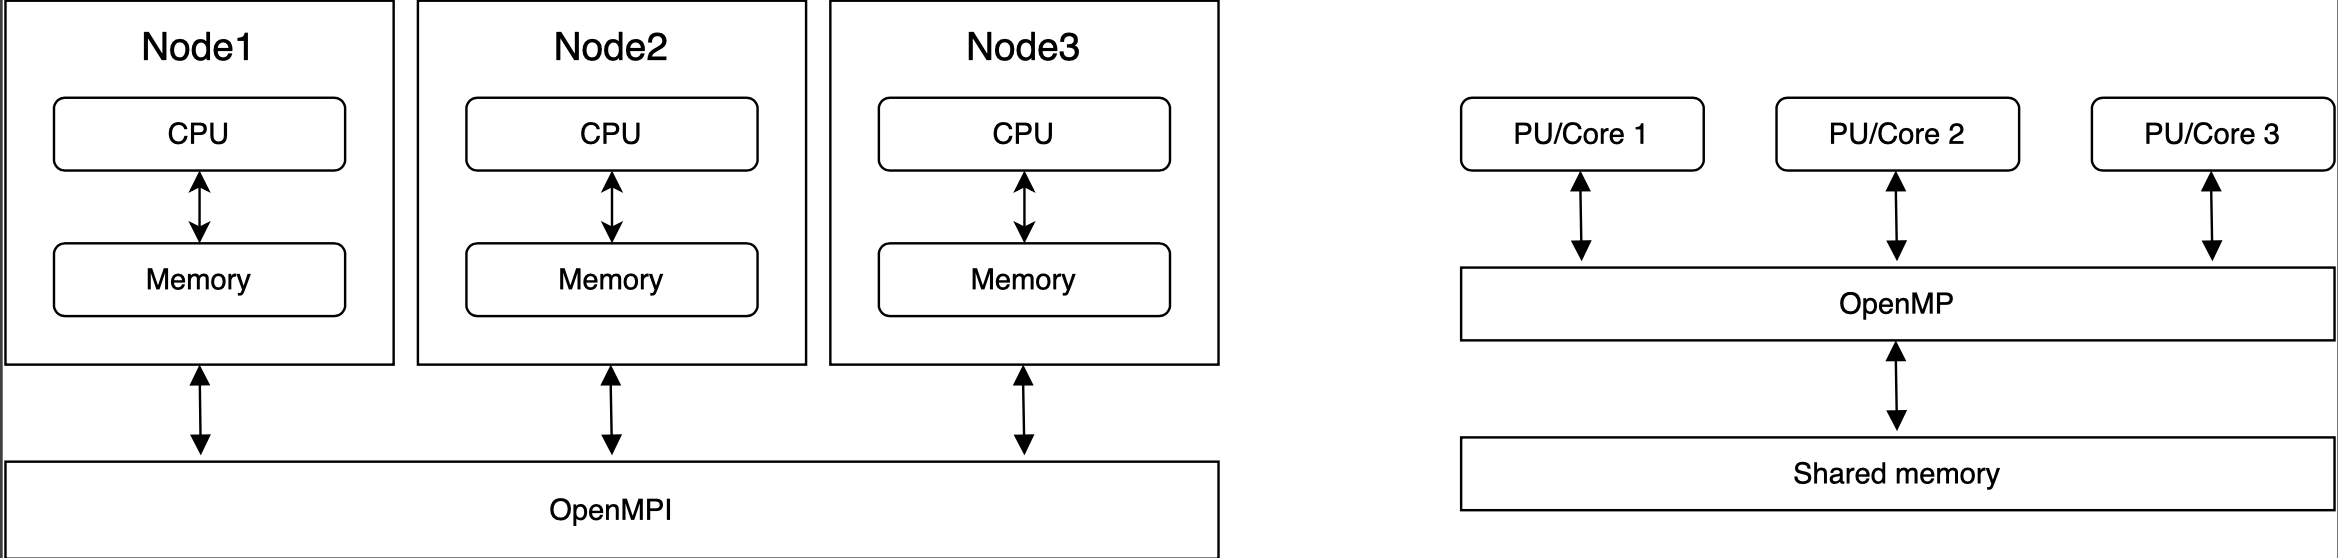 Node1
CPU
Memory
Node2
CPU
Memory
Node3
CPU
Memory
OpenMPI
PU/Core 1
PU/Core 2
PU/Core 3
OpenMP
Shared memory